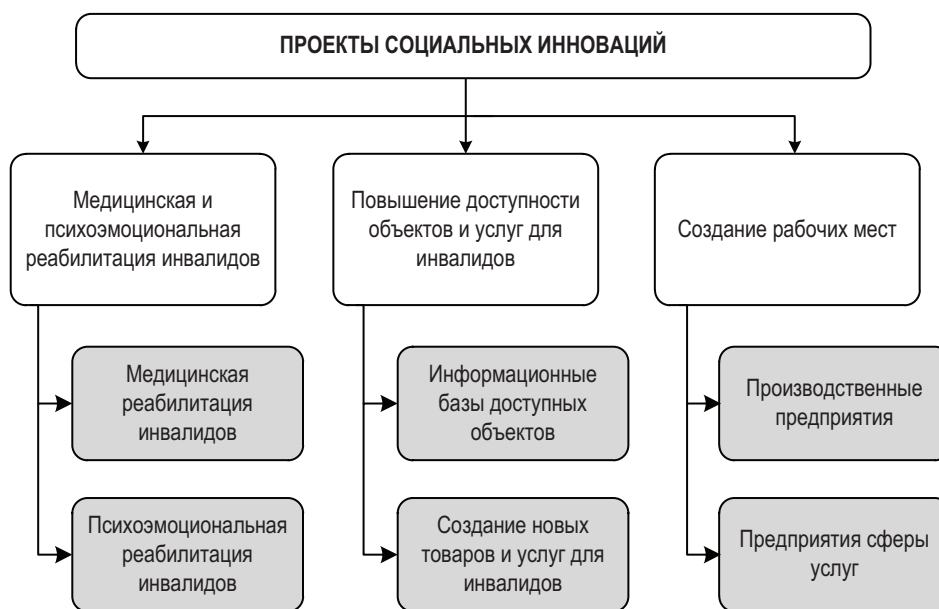 ПРОЕКТЫ СОЦИАЛЬНЫХ ИННОВАЦИЙ
Медицинская и
психоэмоциональная
реабилитация инвалидов
Повышение доступности
объектов и услуг для
инвалидов
Создание рабочих мест
Медицинская
реабилитация
инвалидов
Информационные
базы доступных
объектов
Производственные
предприятия
Психоэмоциональная
реабилитация
инвалидов
Создание новых
товаров и услуг для
инвалидов
Предприятия сферы
услуг